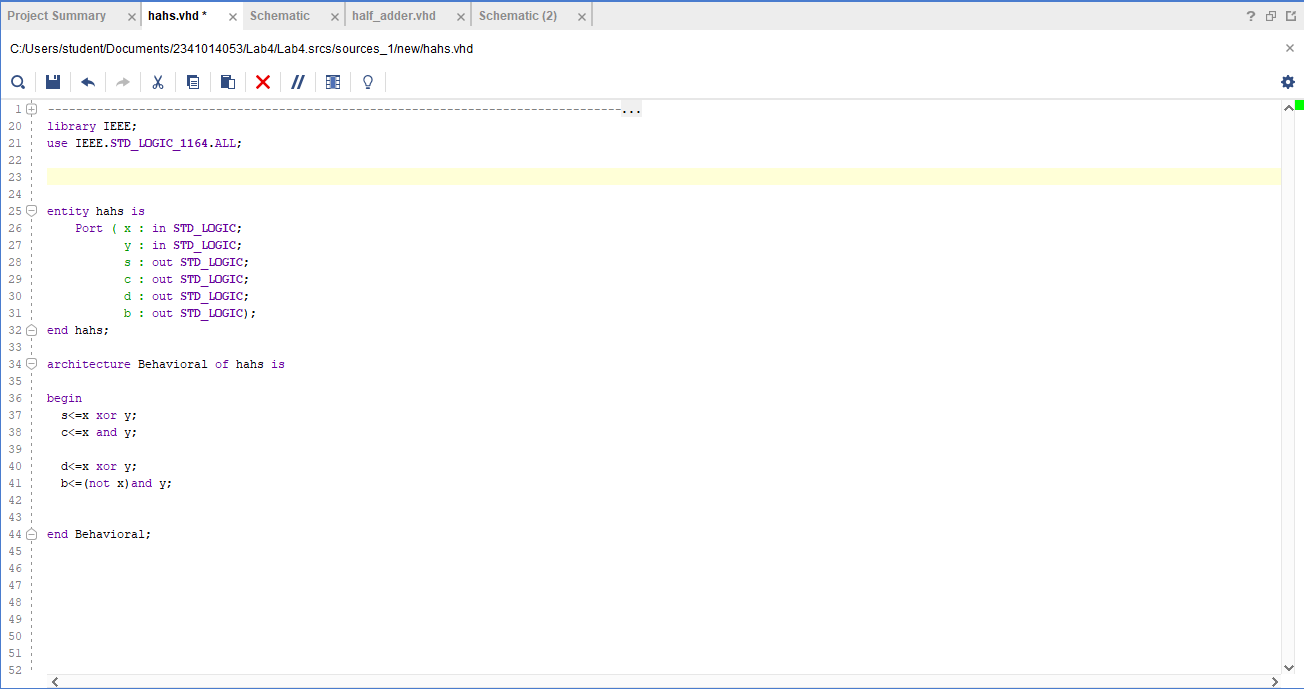 Project Summary × hahs.vhd * × Schematic × half_adder.vhd × Schematic (2) × ?
C:/Users/student/Documents/2341014053/Lab4/Lab4.srcs/sources_1/new/hahs.vhd ×
1 ----------------------------------------------------------------------------------...
20 library IEEE;
21 use IEEE.STD_LOGIC_1164.ALL;
22
23
24
25 entity hahs is
26     Port ( x : in STD_LOGIC;
27            y : in STD_LOGIC;
28            s : out STD_LOGIC;
29            c : out STD_LOGIC;
30            d : out STD_LOGIC;
31            b : out STD_LOGIC);
32 end hahs;
33
34 architecture Behavioral of hahs is
35
36 begin
37   s<=x xor y;
38   c<=x and y;
39
40   d<=x xor y;
41   b<=(not x)and y;
42
43
44 end Behavioral;
45
46
47
48
49
50
51
52